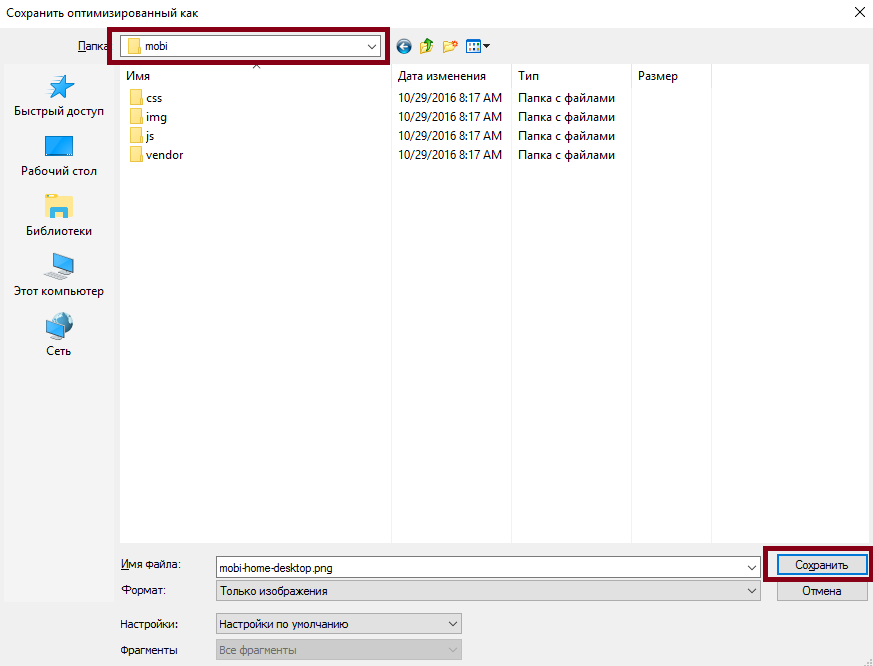 Сохранить оптимизированный как
Папка mobi
Имя Дата изменения Тип Размер
css 10/29/2016 8:17 AM Папка с файлами
img 10/29/2016 8:17 AM Папка с файлами
js 10/29/2016 8:17 AM Папка с файлами
vendor 10/29/2016 8:17 AM Папка с файлами
Быстрый доступ
Рабочий стол
Библиотеки
Этот компьютер
Сеть
Имя файла: mobi-home-desktop.png Сохранить
Формат: Только изображения Отмена
Настройки: Настройки по умолчанию
Фрагменты Все фрагменты